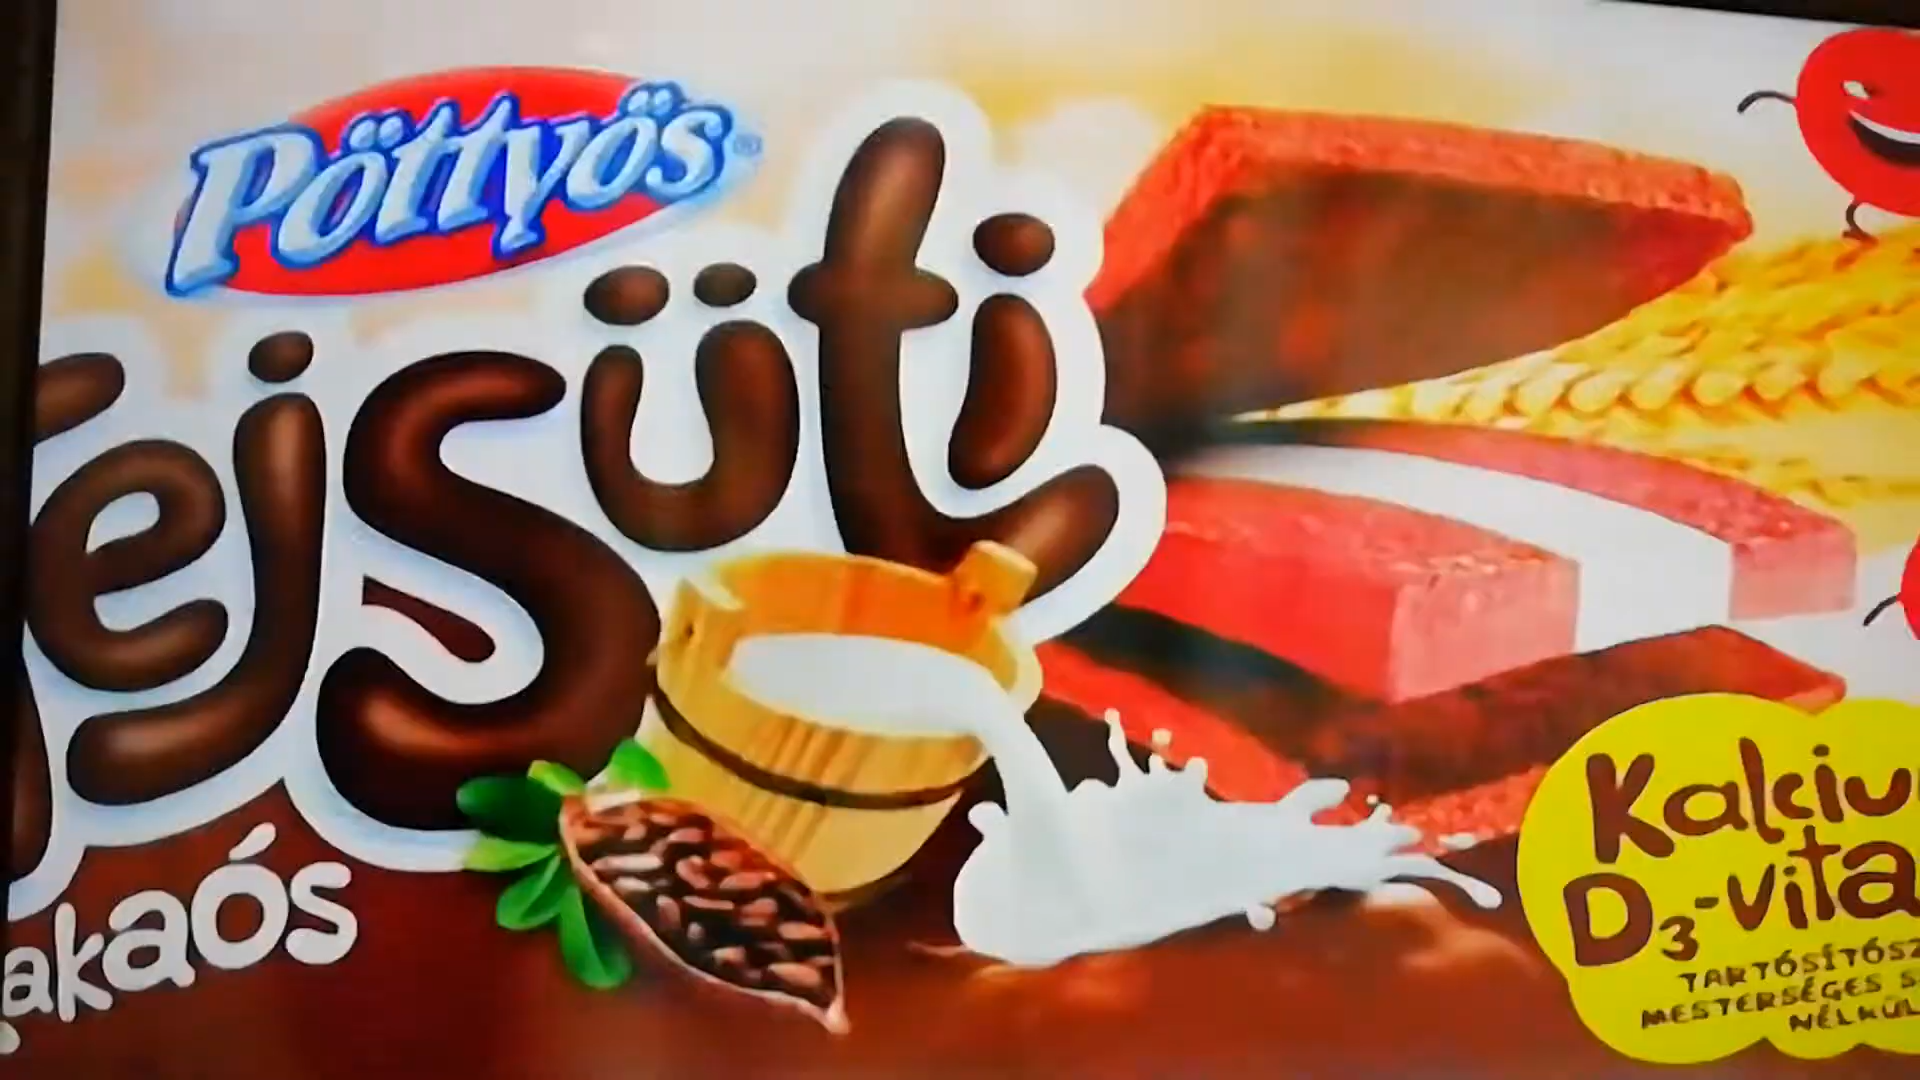 Pöttyös®
ejsüti
akaós
Kalciu
D3-vita
TARTÓSÍTÓSZ
MESTERSÉGES S
NÉLKÜL